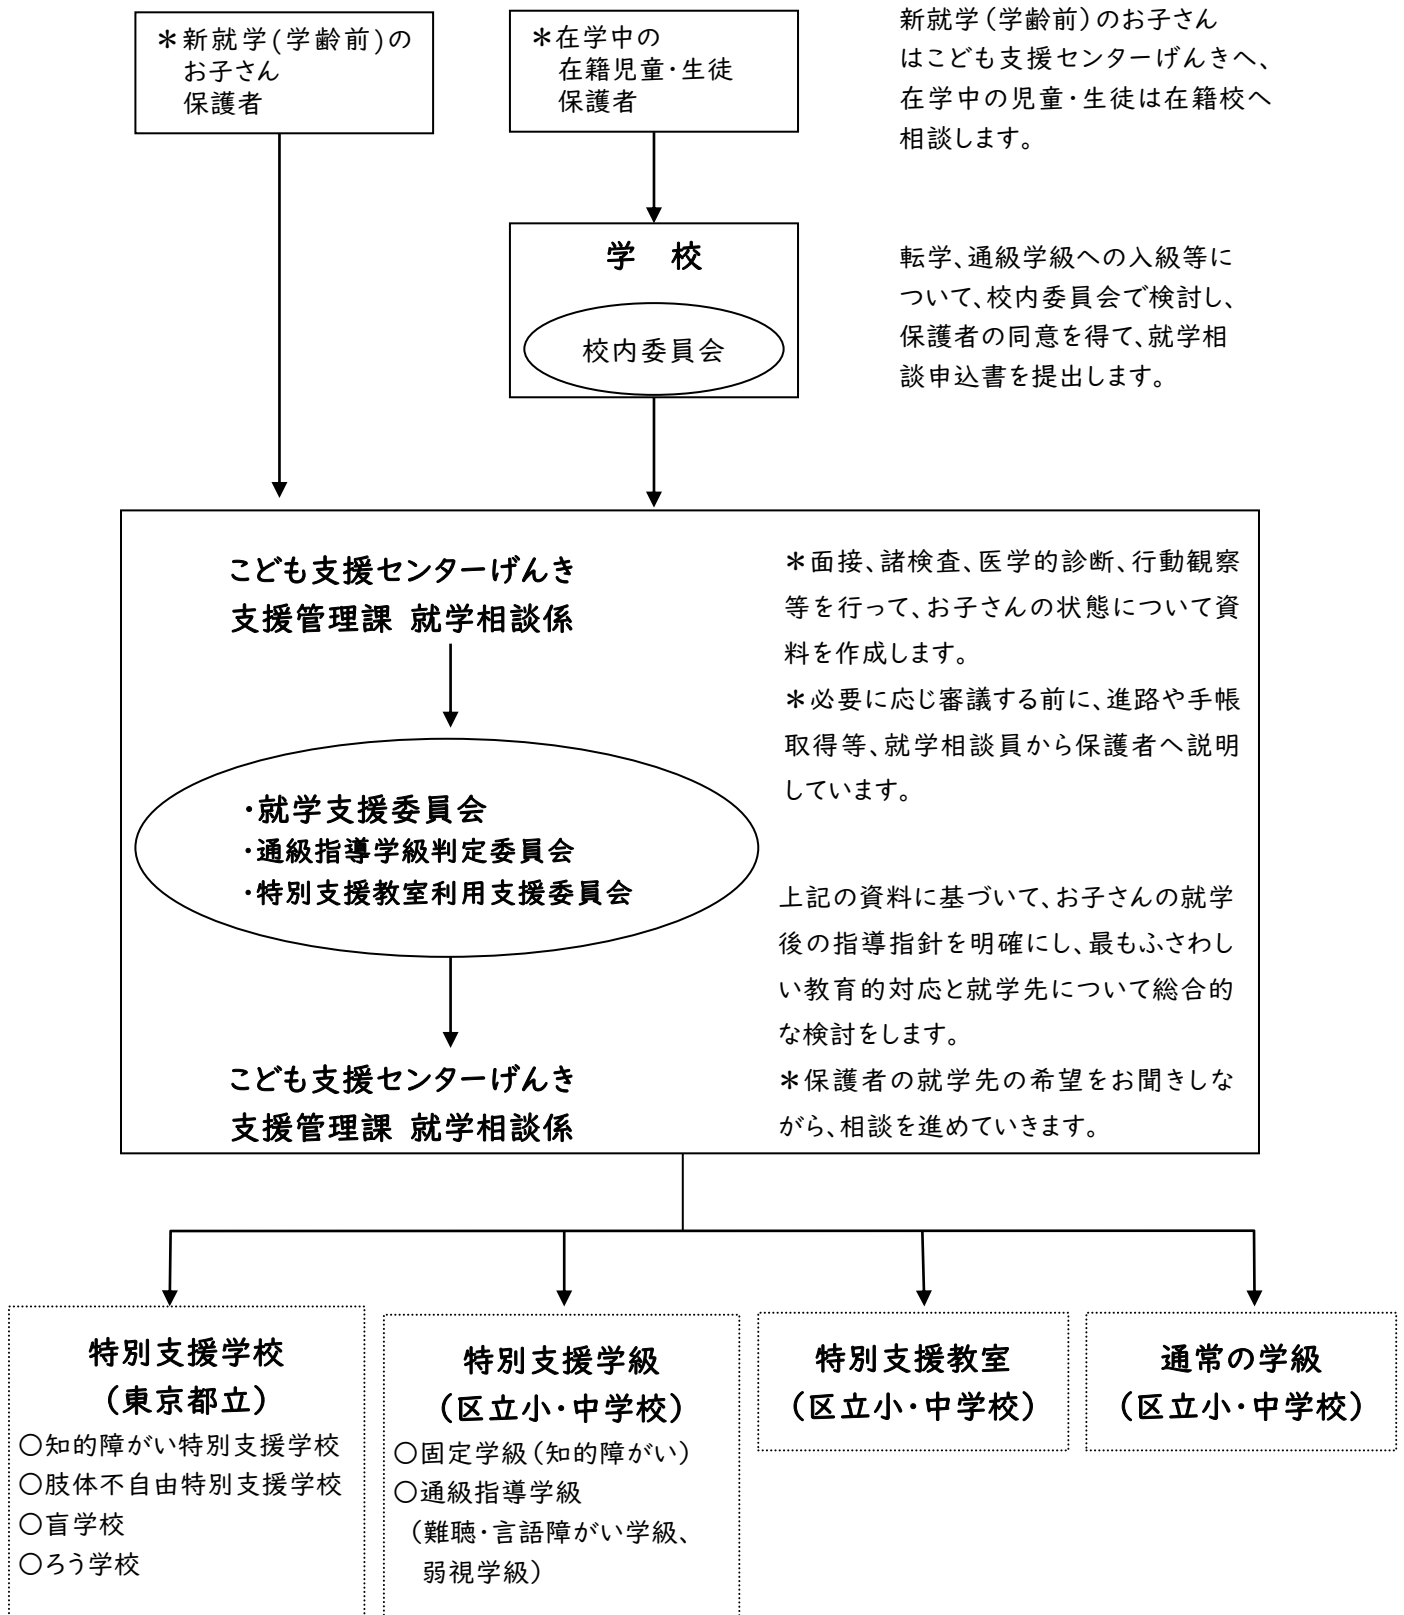 ＊新就学(学齢前)の
お子さん
保護者
＊在学中の
在籍児童・生徒
保護者
新就学（学齢前）のお子さん
はこども支援センターげんきへ、
在学中の児童・生徒は在籍校へ
相談します。
学　校
校内委員会
転学、通級学級への入級等に
ついて、校内委員会で検討し、
保護者の同意を得て、就学相
談申込書を提出します。
こども支援センターげんき
支援管理課 就学相談係
・就学支援委員会
・通級指導学級判定委員会
・特別支援教室利用支援委員会
こども支援センターげんき
支援管理課 就学相談係
＊面接、諸検査、医学的診断、行動観察
等を行って、お子さんの状態について資
料を作成します。
＊必要に応じ審議する前に、進路や手帳
取得等、就学相談員から保護者へ説明
しています。
上記の資料に基づいて、お子さんの就学
後の指導指針を明確にし、最もふさわし
い教育的対応と就学先について総合的
な検討をします。
＊保護者の就学先の希望をお聞きしな
がら、相談を進めていきます。
特別支援学校
（東京都立）
〇知的障がい特別支援学校
〇肢体不自由特別支援学校
〇盲学校
〇ろう学校
特別支援学級
（区立小・中学校）
〇固定学級（知的障がい）
〇通級指導学級
（難聴・言語障がい学級、
弱視学級）
特別支援教室
（区立小・中学校）
通常の学級
（区立小・中学校）